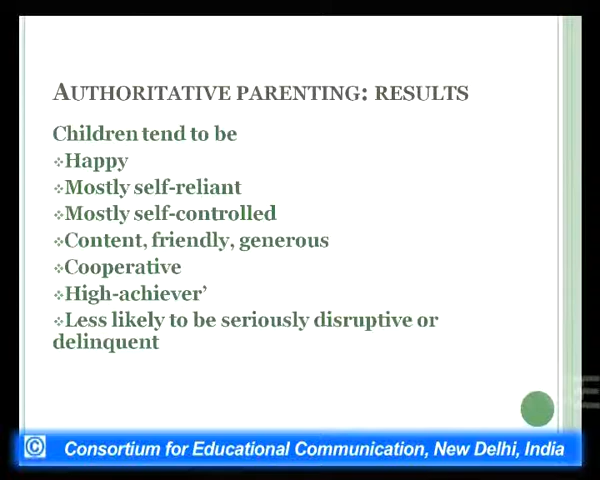 AUTHORITATIVE PARENTING: RESULTS
Children tend to be
❖Happy
❖Mostly self-reliant
❖Mostly self-controlled
❖Content, friendly, generous
❖Cooperative
❖High-achiever’
❖Less likely to be seriously disruptive or
delinquent
© Consortium for Educational Communication, New Delhi, India